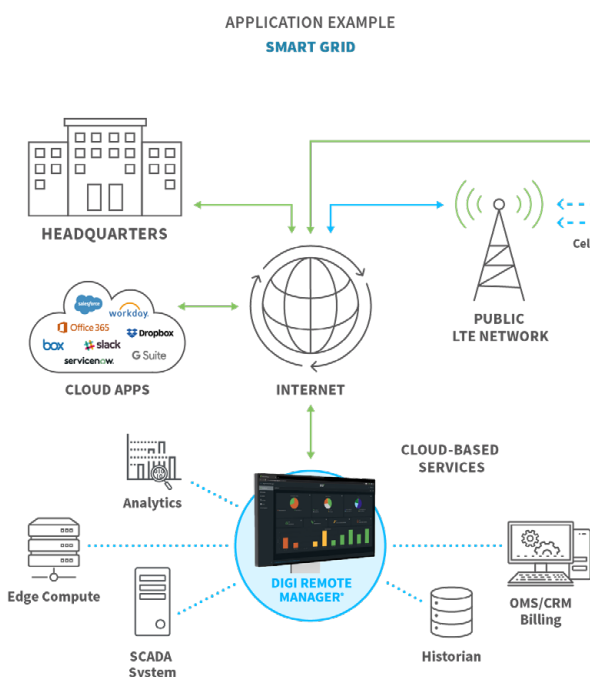 APPLICATION EXAMPLE
SMART GRID
HEADQUARTERS
Cel
PUBLIC
LTE NETWORK
salesforce
workday.
Office 365
Dropbox
box
slack
servicenow.
G Suite
CLOUD APPS
INTERNET
CLOUD-BASED
SERVICES
Analytics
Edge Compute
DIGI REMOTE
MANAGER®
OMS/CRM
Billing
SCADA
System
Historian